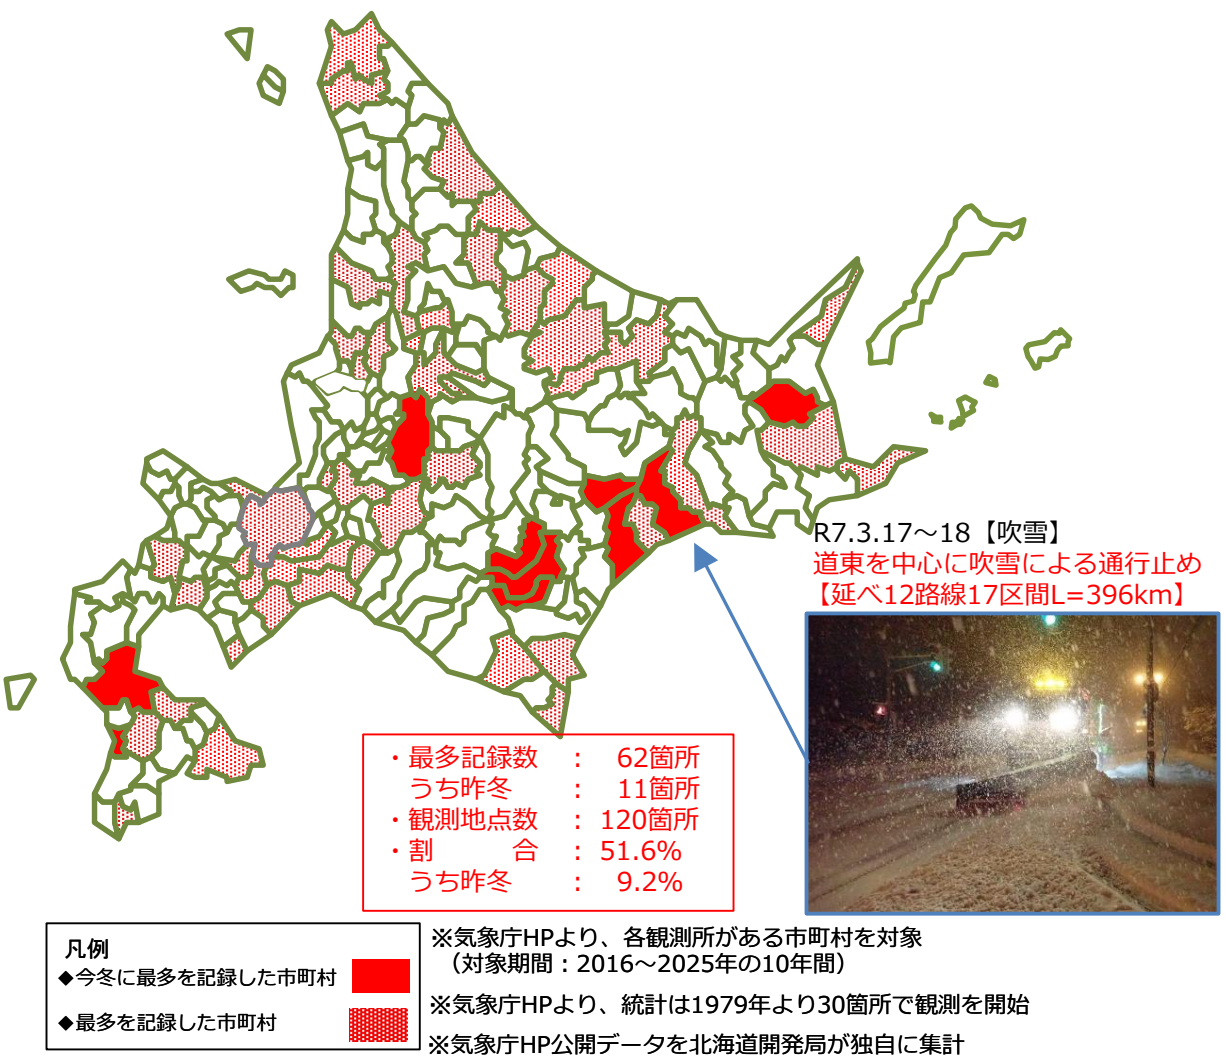 R7.3.17～18【吹雪】
道東を中心に吹雪による通行止め
【延べ12路線17区間L=396km】
・最多記録数　：　62箇所
うち昨冬　：　11箇所
・観測地点数　：120箇所
・割　　合　：51.6%
うち昨冬　：　9.2%
凡例
◆今冬に最多を記録した市町村
◆最多を記録した市町村
※気象庁HPより、各観測所がある市町村を対象
（対象期間：2016～2025年の10年間）
※気象庁HPより、統計は1979年より30箇所で観測を開始
※気象庁HP公開データを北海道開発局が独自に集計